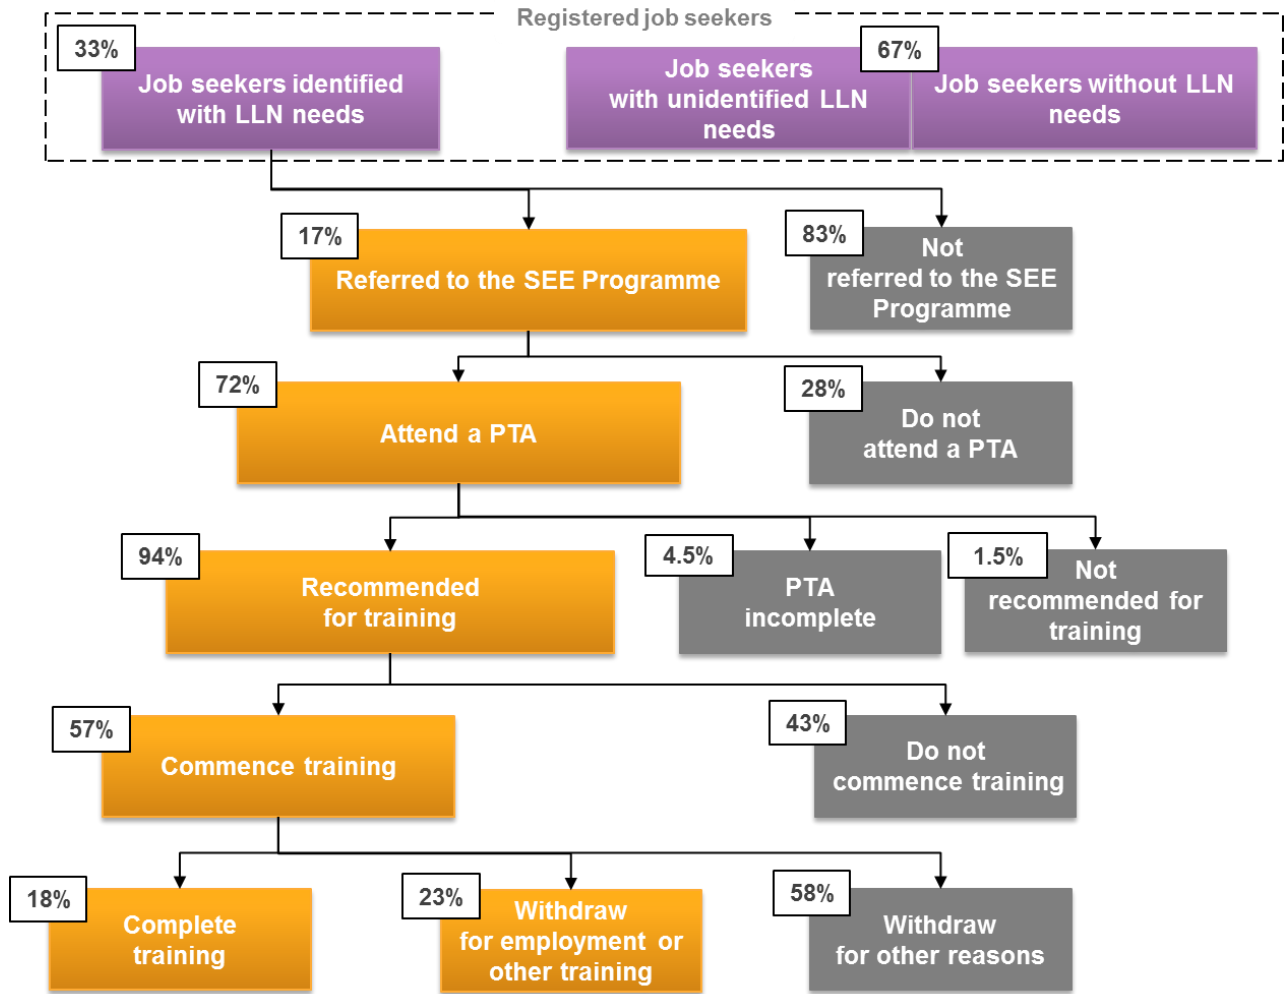 Registered job seekers
33%
Job seekers identified
with LLN needs
Job seekers
with unidentified LLN
needs
67%
Job seekers without LLN
needs
17%
Referred to the SEE Programme
83%
Not
referred to the SEE
Programme
72%
Attend a PTA
28%
Do not
attend a PTA
94%
Recommended
for training
4.5%
PTA
incomplete
1.5%
Not
recommended for
training
57%
Commence training
43%
Do not
commence training
18%
Complete
training
23%
Withdraw
for employment or
other training
58%
Withdraw
for other reasons